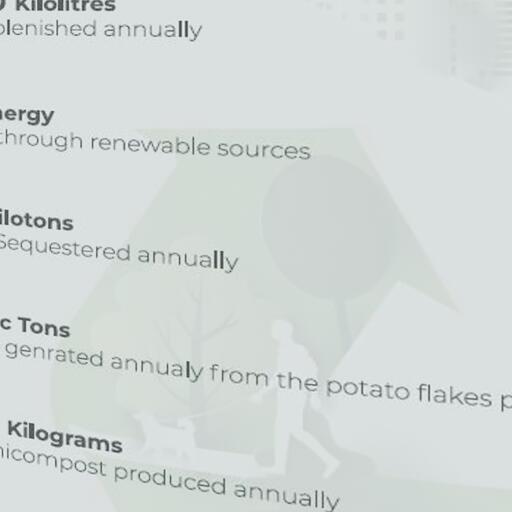 Kilolitres
plenished annually
nergy
through renewable sources
ilotons
Sequestered annually
c Tons
genrated annualy from the potato flakes p
Kilograms
nicompost produced annually